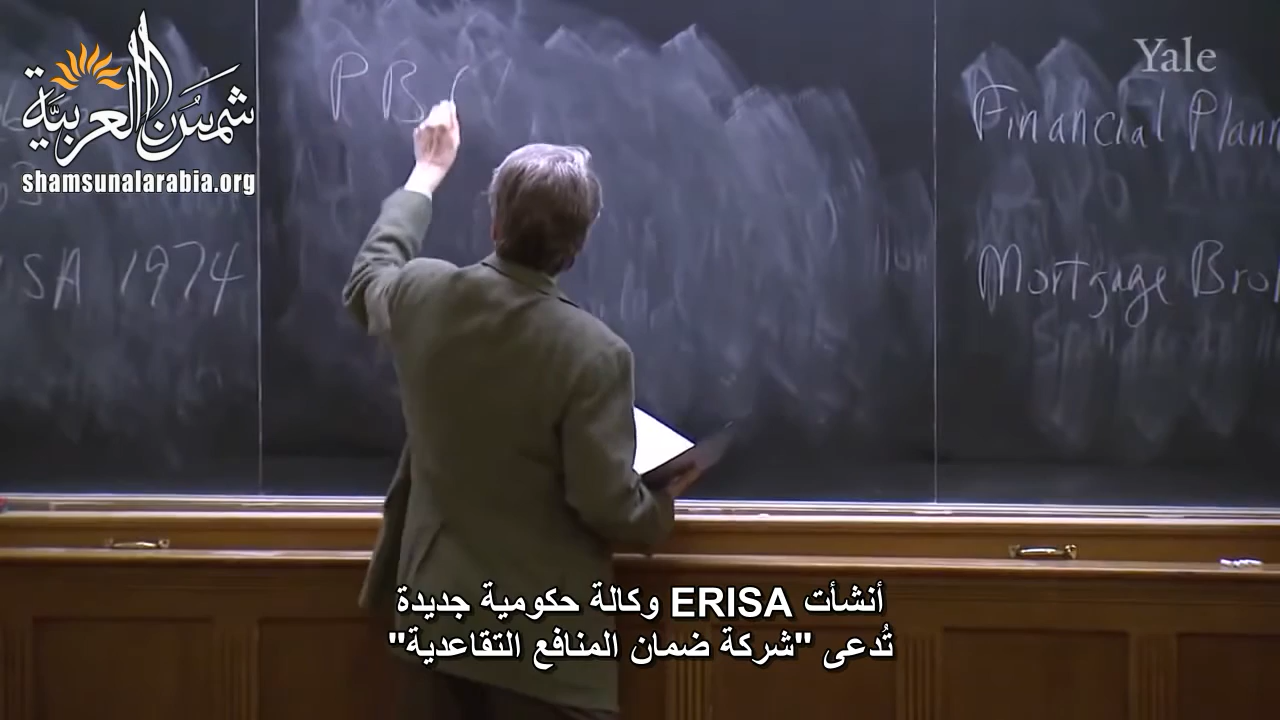 Yale
شمس العربية
shamsunalarabia.org
P B G
Financial Plann
SA 1974
Mortgage Bro
أنشأت ERISA وكالة حكومية جديدة
تُدعى "شركة ضمان المنافع التقاعدية"